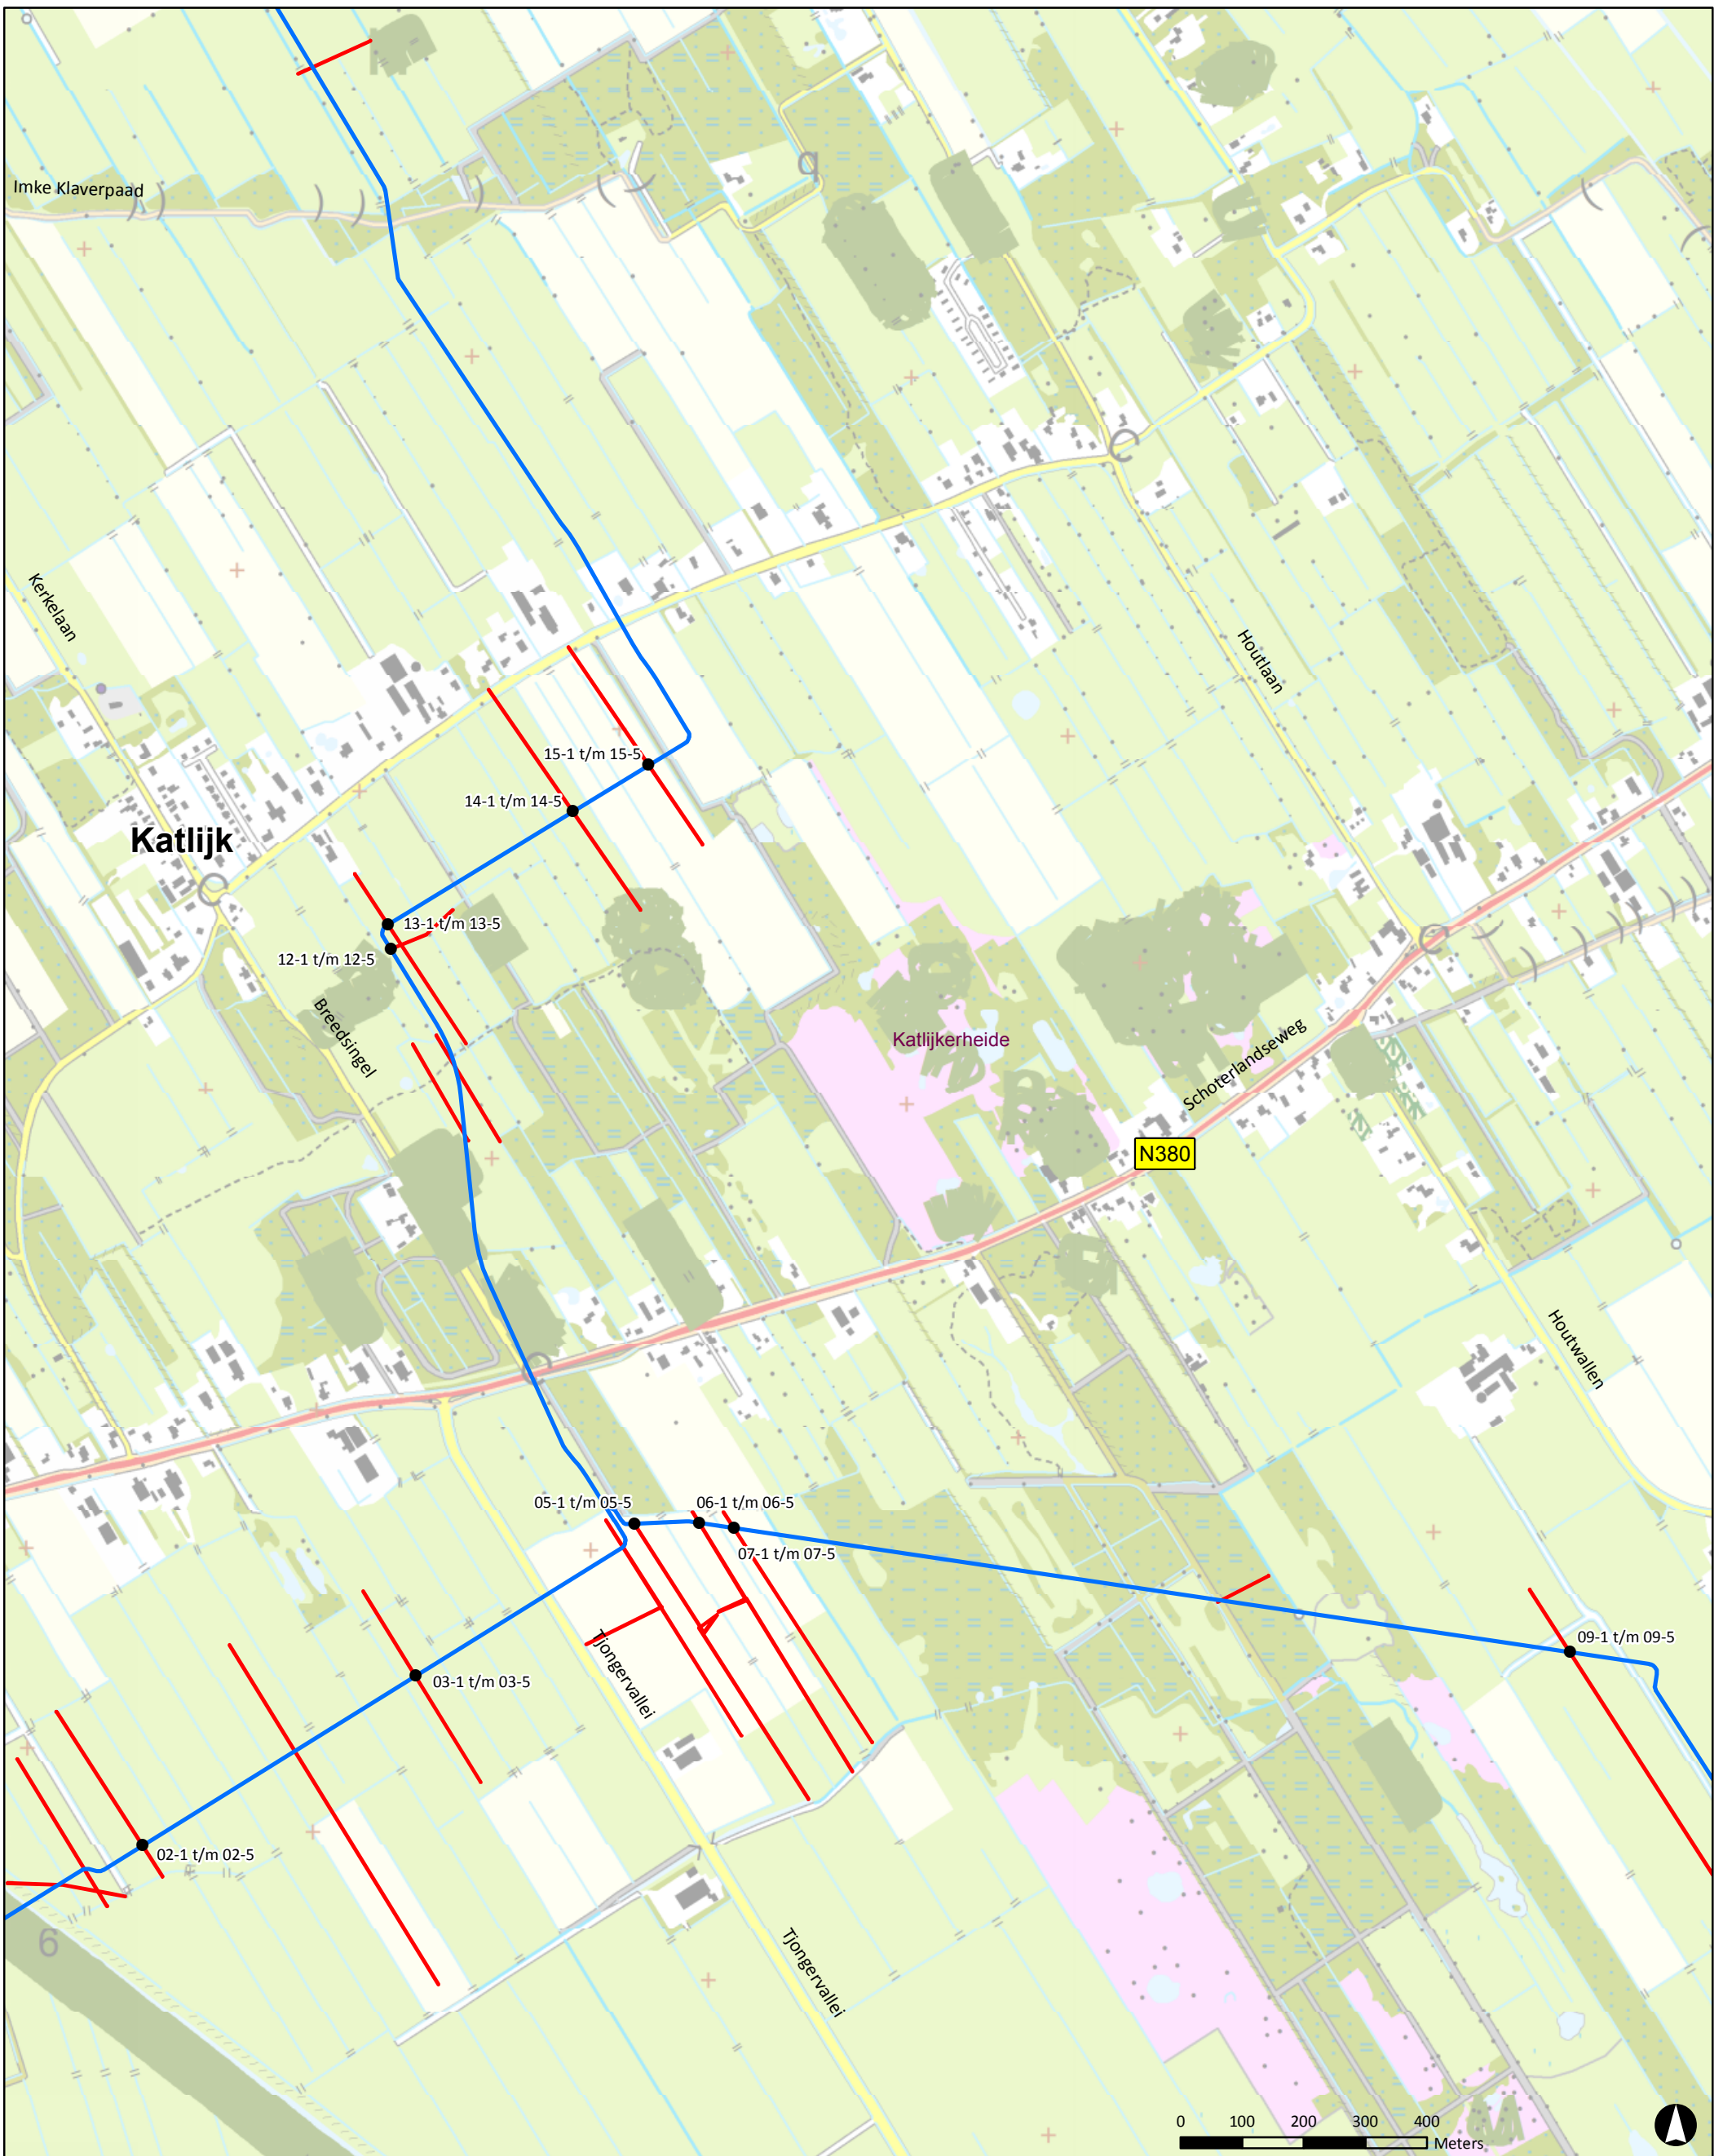 Imke Klaverpaad
q
Kerkelaan
Houtlaan
15-1 t/m 15-5
14-1 t/m 14-5
Katlijk
13-1 t/m 13-5
12-1 t/m 12-5
Breedsingel
Katlijkerheide
Schoterlandseweg
N380
Houtwallen
05-1 t/m 05-5
06-1 t/m 06-5
07-1 t/m 07-5
Tjongervallei
09-1 t/m 09-5
03-1 t/m 03-5
02-1 t/m 02-5
6
Tjongervallei
0 100 200 300 400
Meters